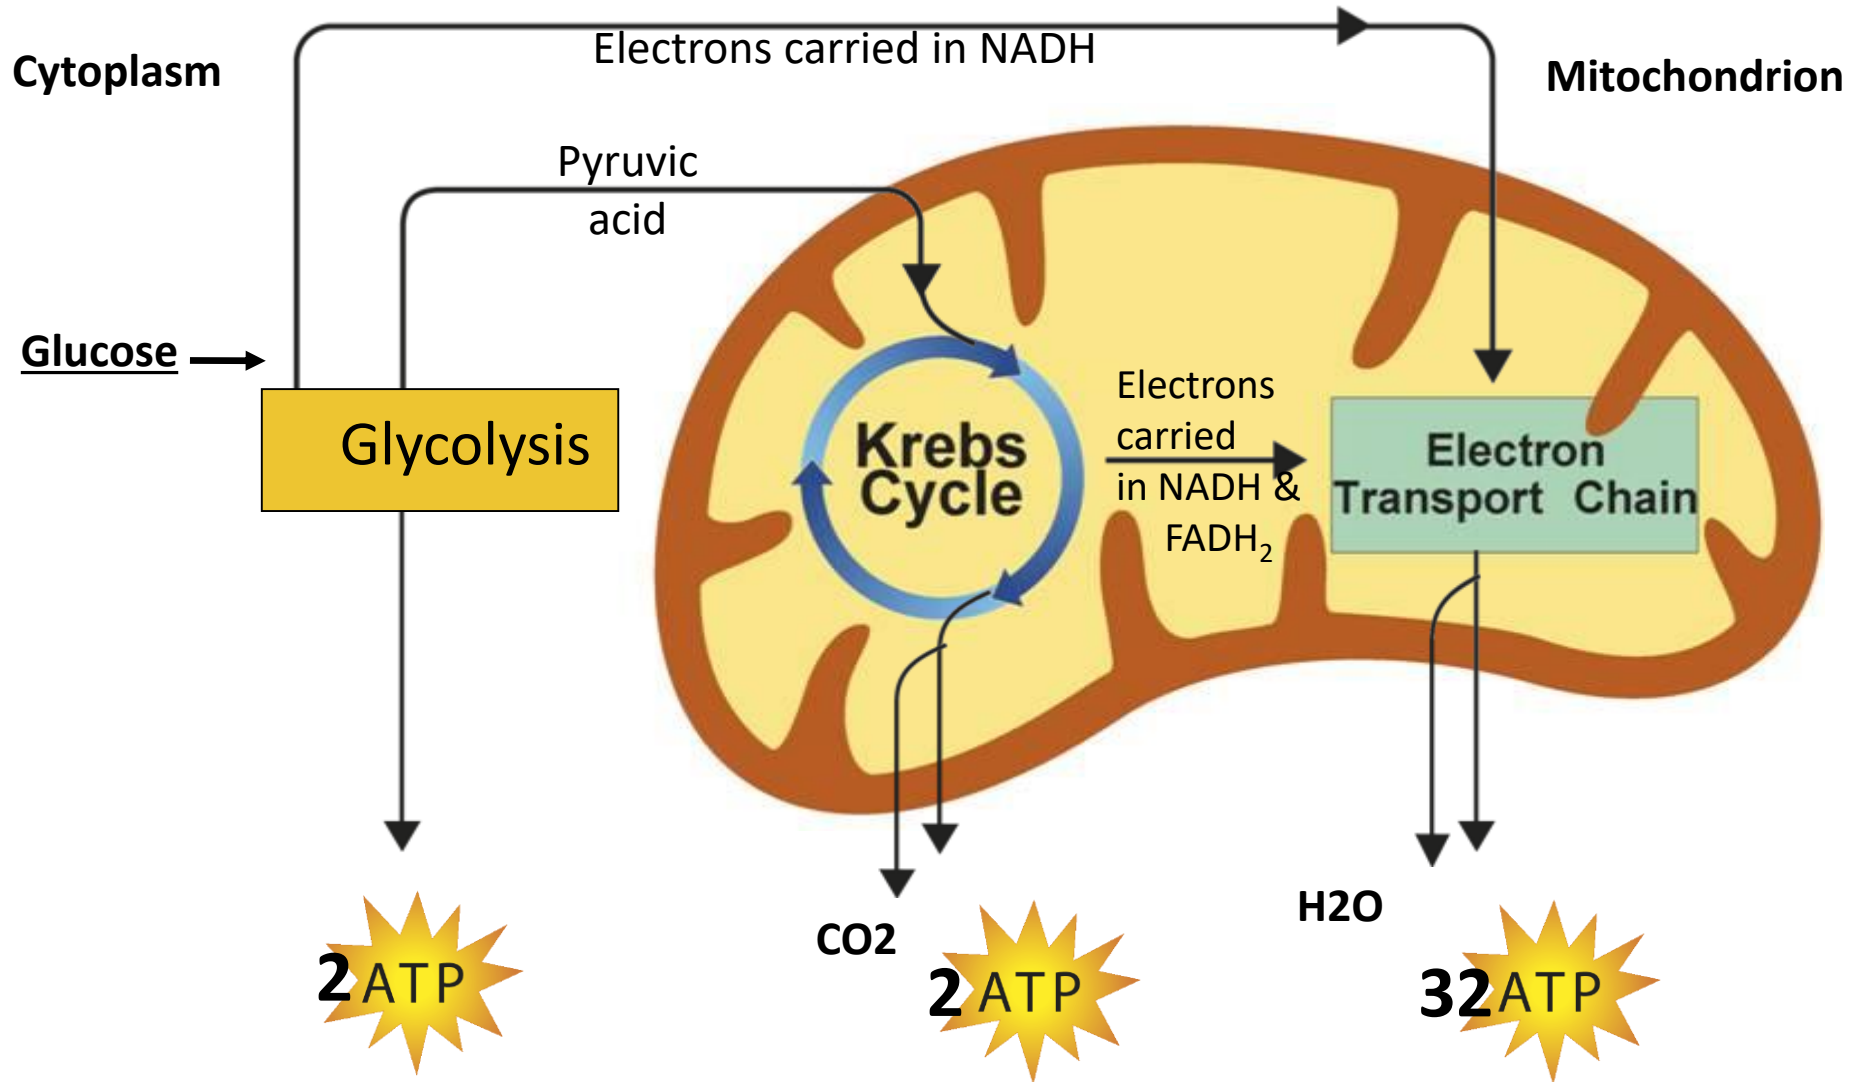 Electrons carried in NADH
Cytoplasm
Mitochondrion
Pyruvic
acid
Glucose
Glycolysis
Krebs
Cycle
Electrons
carried
in NADH &
FADH₂
Electron
Transport Chain
CO2
H2O
2 ATP
2 ATP
32 ATP